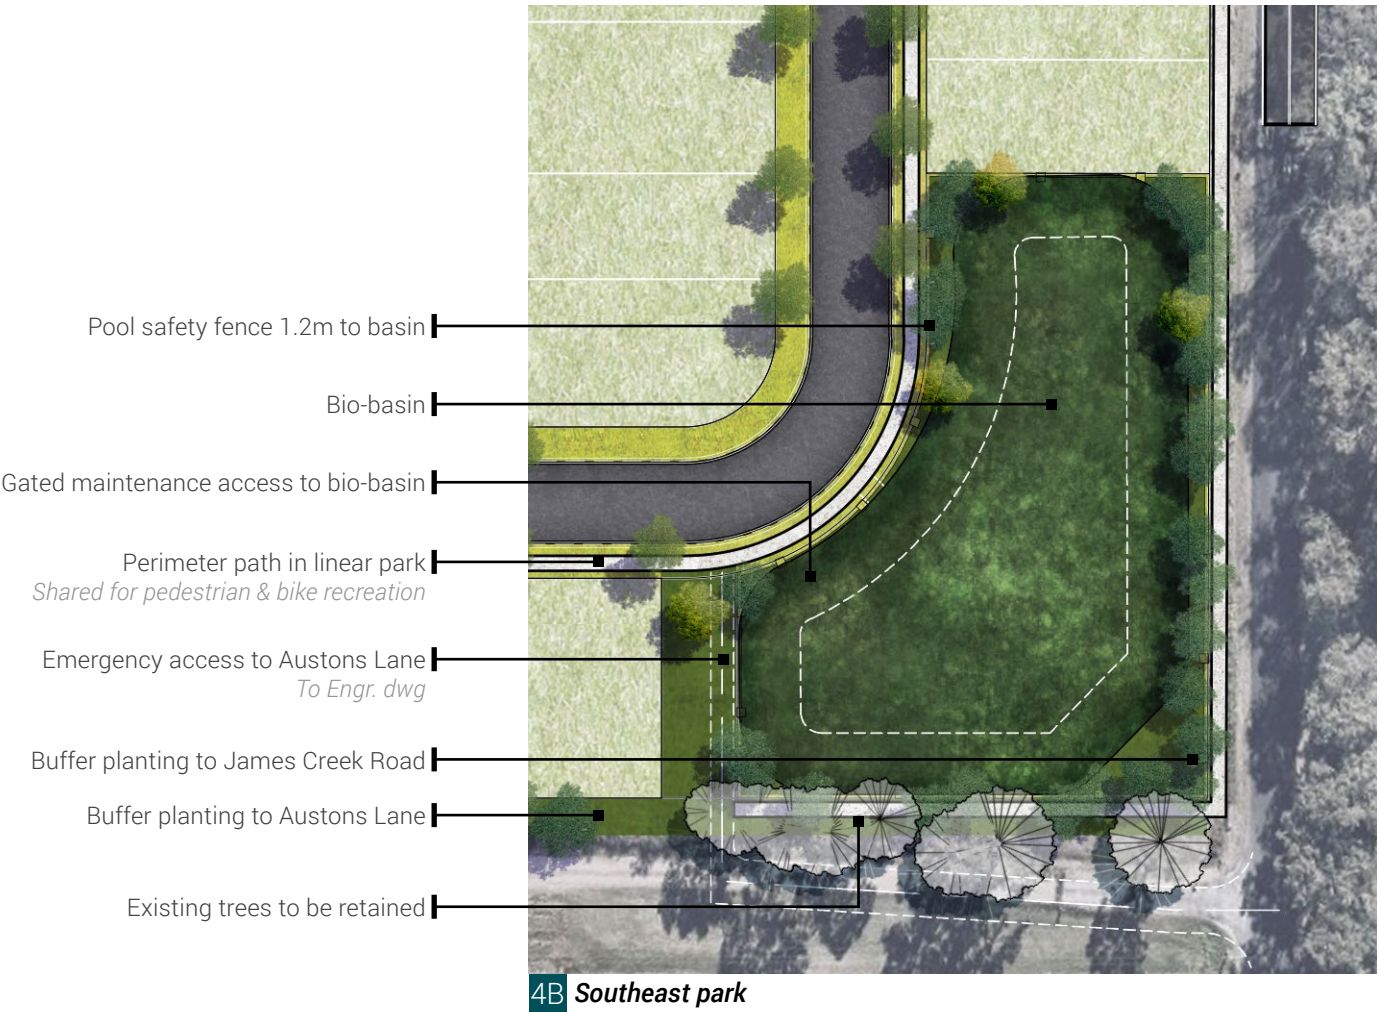 Pool safety fence 1.2m to basin
Bio-basin
Gated maintenance access to bio-basin
Perimeter path in linear park
Shared for pedestrian & bike recreation
Emergency access to Austons Lane
To Engr. dwg
Buffer planting to James Creek Road
Buffer planting to Austons Lane
Existing trees to be retained
4B Southeast park